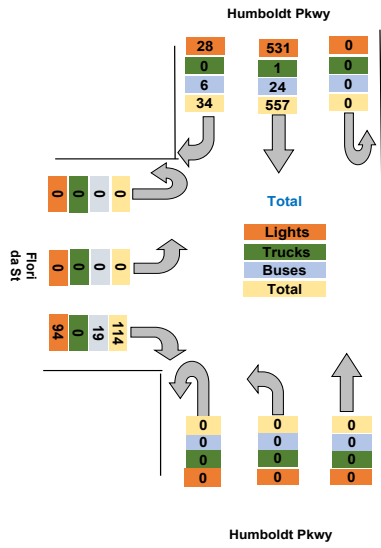 Humboldt Pkwy
28 531 0
0 1 0
6 24 0
34 557 0
0 0 0 0
Total
Lights
Trucks
Buses
Total
Flori
da St
0 0 0 0
94 0 19 114
0 0 0
0 0 0
0 0 0
0 0 0
Humboldt Pkwy